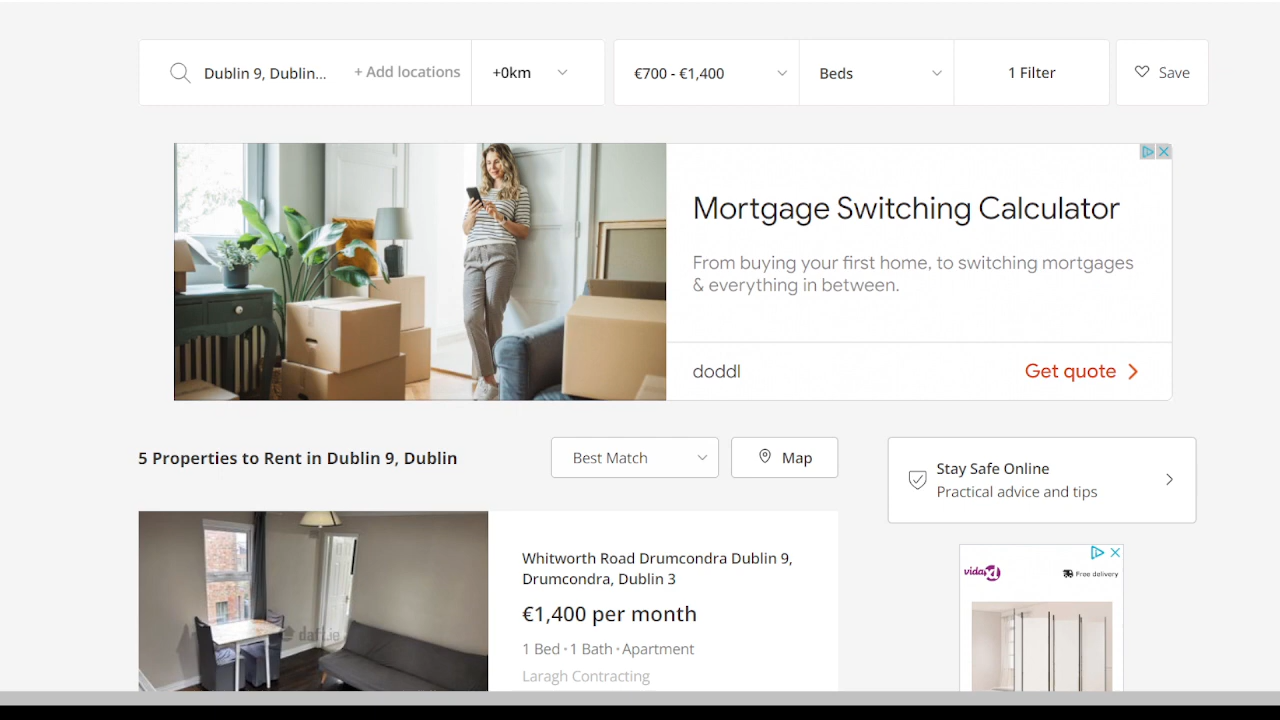 Dublin 9, Dublin...
+ Add locations
+0km
€700 - €1,400
Beds
1 Filter
Save
Mortgage Switching Calculator
From buying your first home, to switching mortgages
& everything in between.
doddl
Get quote
5 Properties to Rent in Dublin 9, Dublin
Best Match
Map
Stay Safe Online
Practical advice and tips
daft.ie
Whitworth Road Drumcondra Dublin 9,
Drumcondra, Dublin 3
€1,400 per month
1 Bed · 1 Bath · Apartment
Laragh Contracting
vidaXL
Free delivery